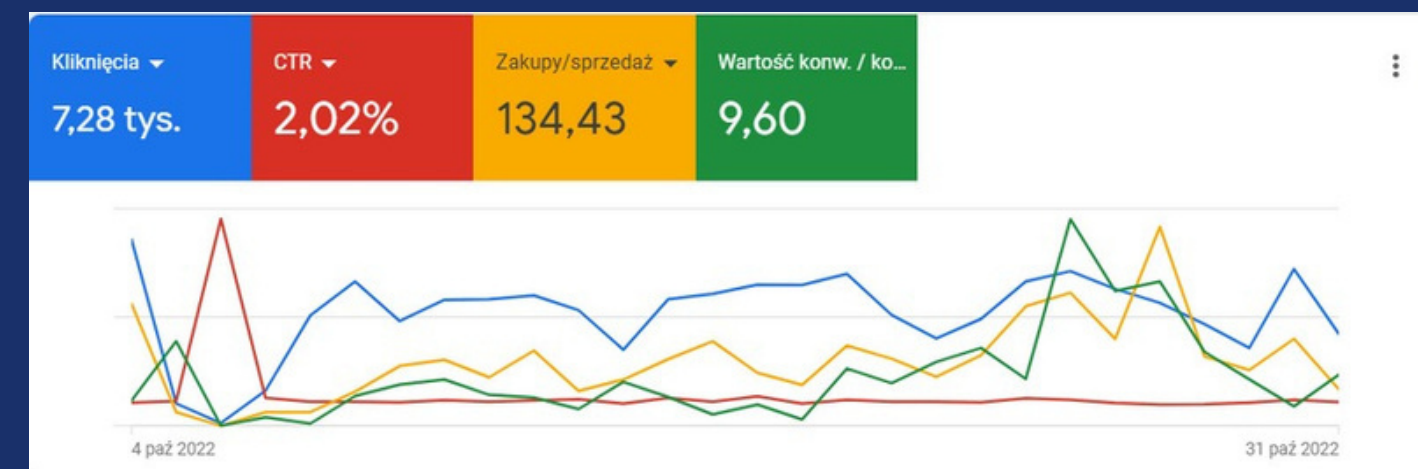 Kliknięcia CTR Zakupy/sprzedaż Wartość konw. / ko...
7,28 tys. 2,02% 134,43 9,60
4 paź 2022 31 paź 2022